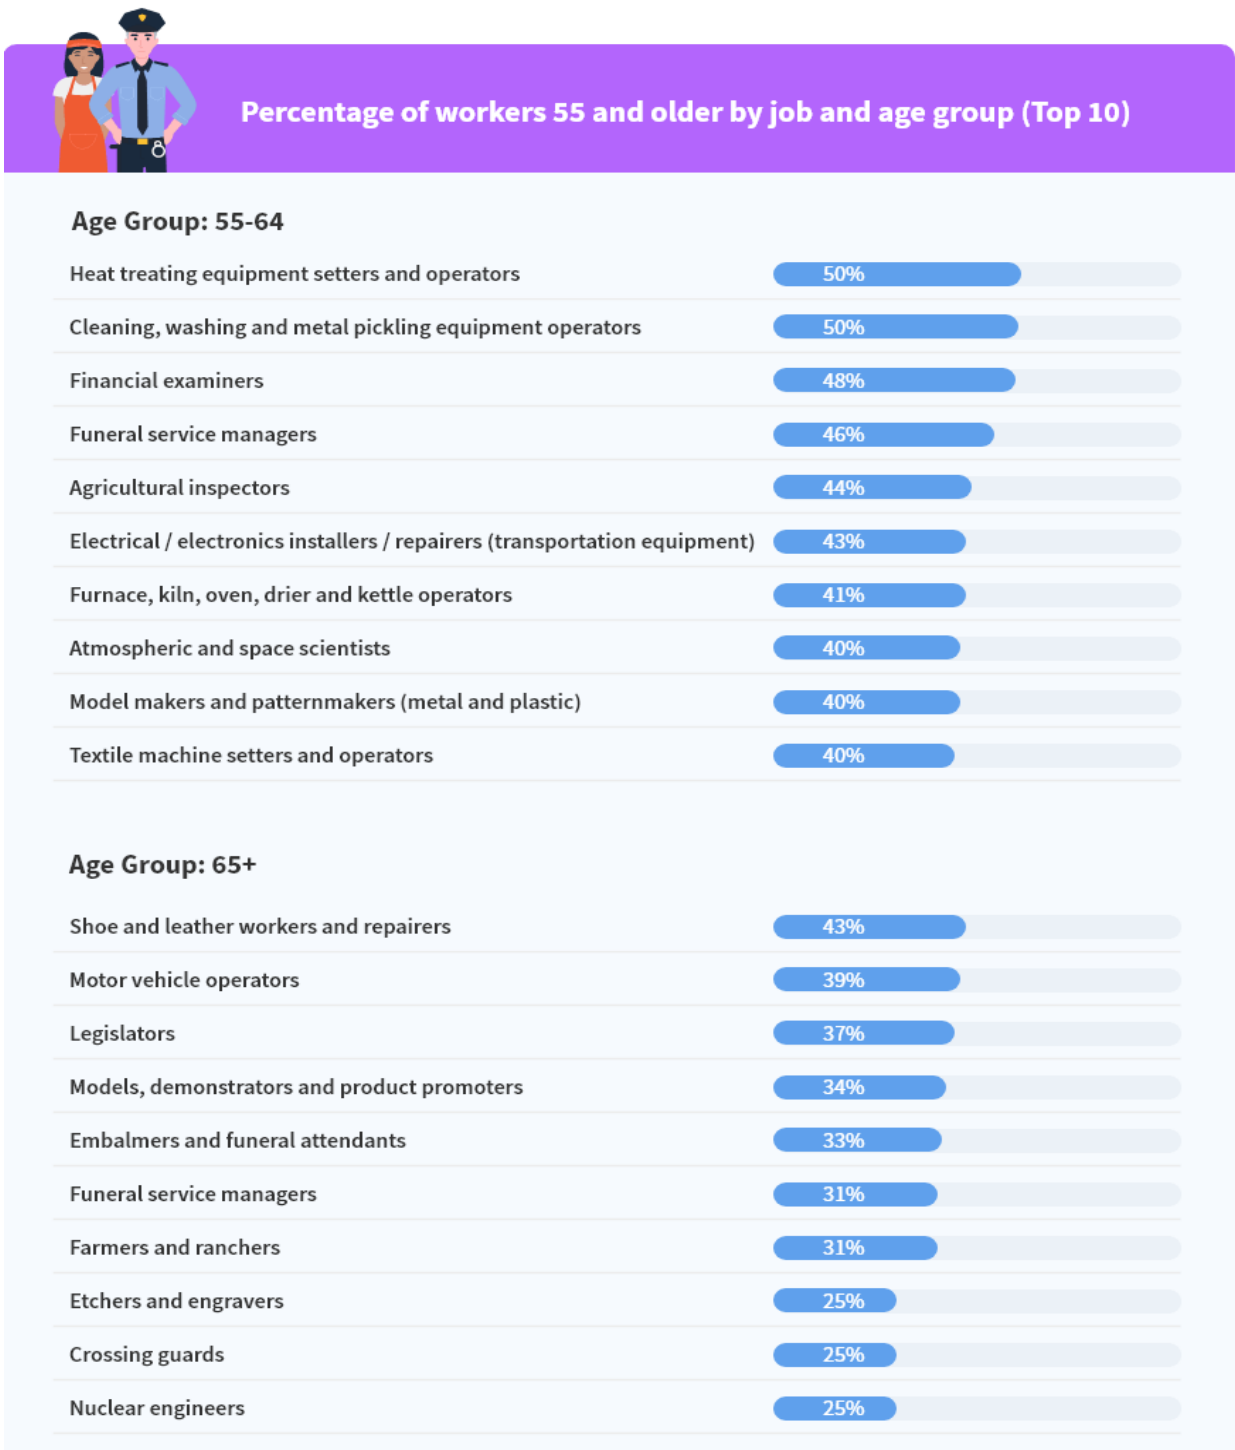 Percentage of workers 55 and older by job and age group (Top 10)
Age Group: 55-64
Heat treating equipment setters and operators 50%
Cleaning, washing and metal pickling equipment operators 50%
Financial examiners 48%
Funeral service managers 46%
Agricultural inspectors 44%
Electrical / electronics installers / repairers (transportation equipment) 43%
Furnace, kiln, oven, drier and kettle operators 41%
Atmospheric and space scientists 40%
Model makers and patternmakers (metal and plastic) 40%
Textile machine setters and operators 40%
Age Group: 65+
Shoe and leather workers and repairers 43%
Motor vehicle operators 39%
Legislators 37%
Models, demonstrators and product promoters 34%
Embalmers and funeral attendants 33%
Funeral service managers 31%
Farmers and ranchers 31%
Etchers and engravers 25%
Crossing guards 25%
Nuclear engineers 25%